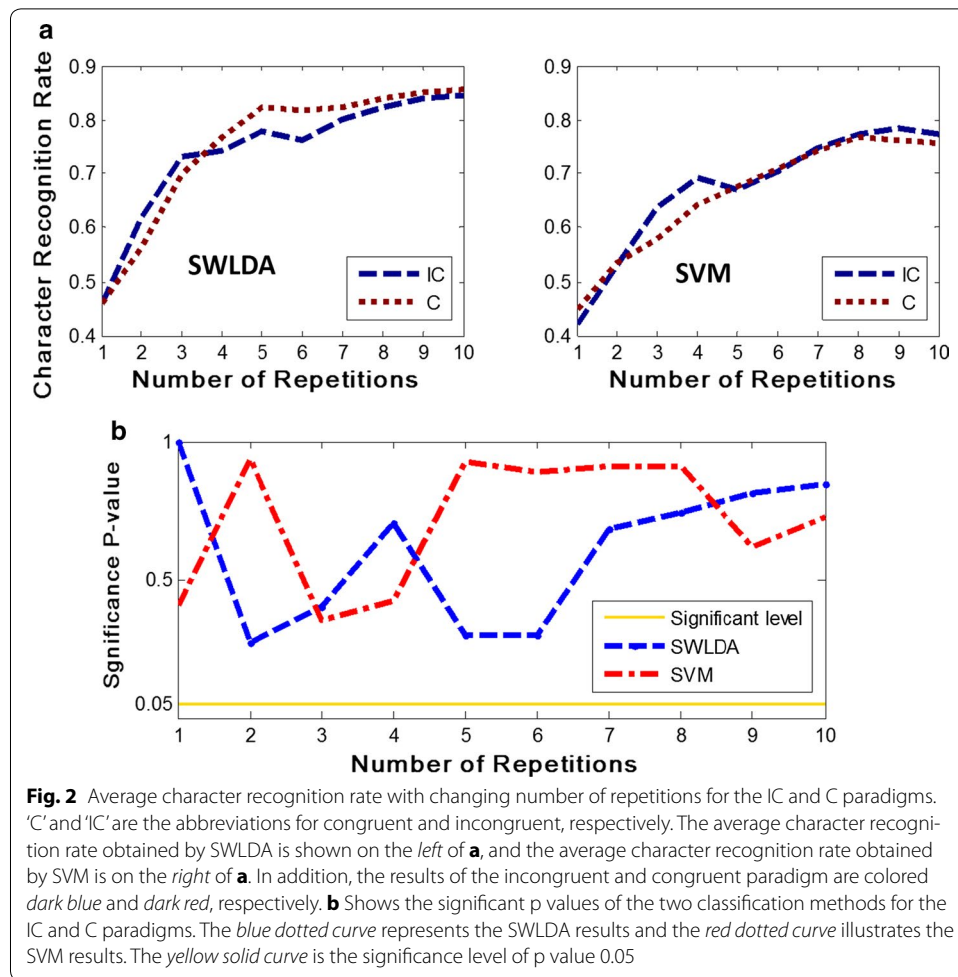 a
0.9
0.8
0.7
0.6
0.5
0.4
Character Recognition Rate
SWLDA
IC
C
1 2 3 4 5 6 7 8 9 10
Number of Repetitions
0.9
0.8
0.7
0.6
0.5
0.4
SVM
IC
C
1 2 3 4 5 6 7 8 9 10
Number of Repetitions
b
1
0.5
0.05
Sgnificance P-value
Significant level
SWLDA
SVM
1 2 3 4 5 6 7 8 9 10
Number of Repetitions
Fig. 2 Average character recognition rate with changing number of repetitions for the IC and C paradigms.
'C' and 'IC' are the abbreviations for congruent and incongruent, respectively. The average character recogni-
tion rate obtained by SWLDA is shown on the left of a, and the average character recognition rate obtained
by SVM is on the right of a. In addition, the results of the incongruent and congruent paradigm are colored
dark blue and dark red, respectively. b Shows the significant p values of the two classification methods for the
IC and C paradigms. The blue dotted curve represents the SWLDA results and the red dotted curve illustrates the
SVM results. The yellow solid curve is the significance level of p value 0.05